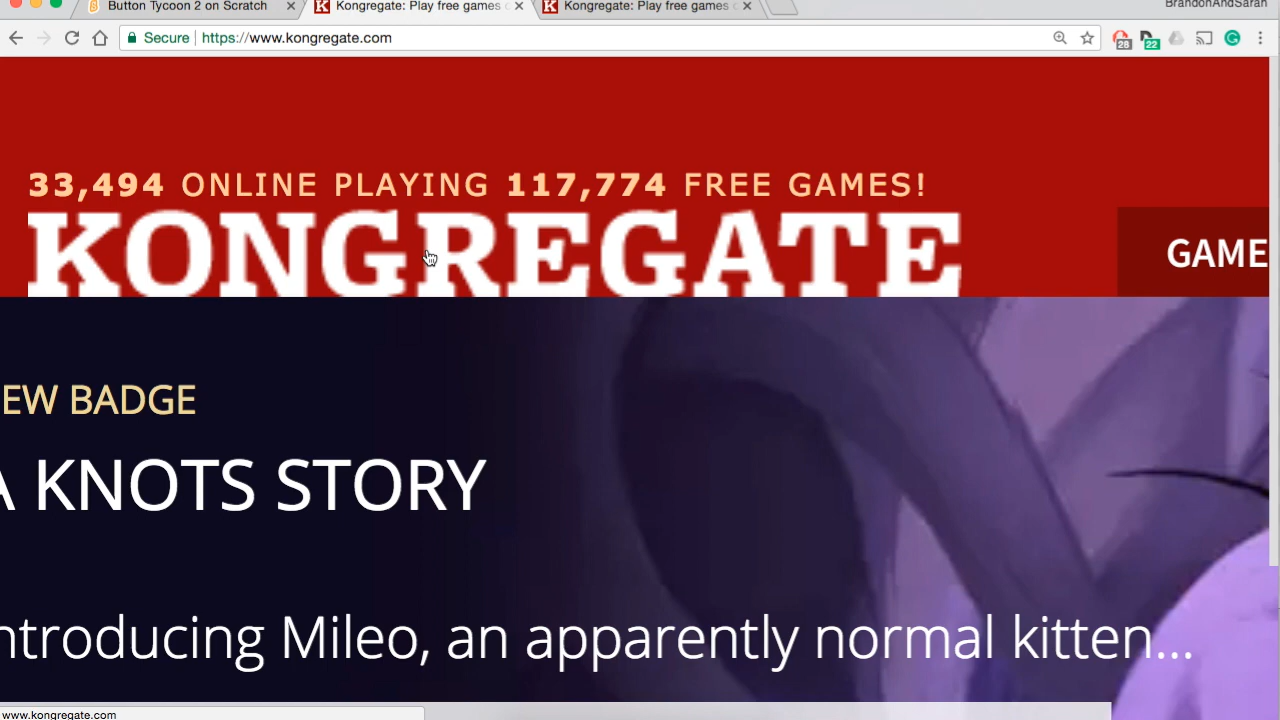 Button Tycoon 2 on Scratch
Kongregate: Play free games o
Kongregate: Play free games o
BrandonAndSarah
Secure
https://www.kongregate.com
28
22
33,494 ONLINE PLAYING 117,774 FREE GAMES!
KONGREGATE
GAME
EW BADGE
A KNOTS STORY
ntroducing Mileo, an apparently normal kitten...
www.kongregate.com